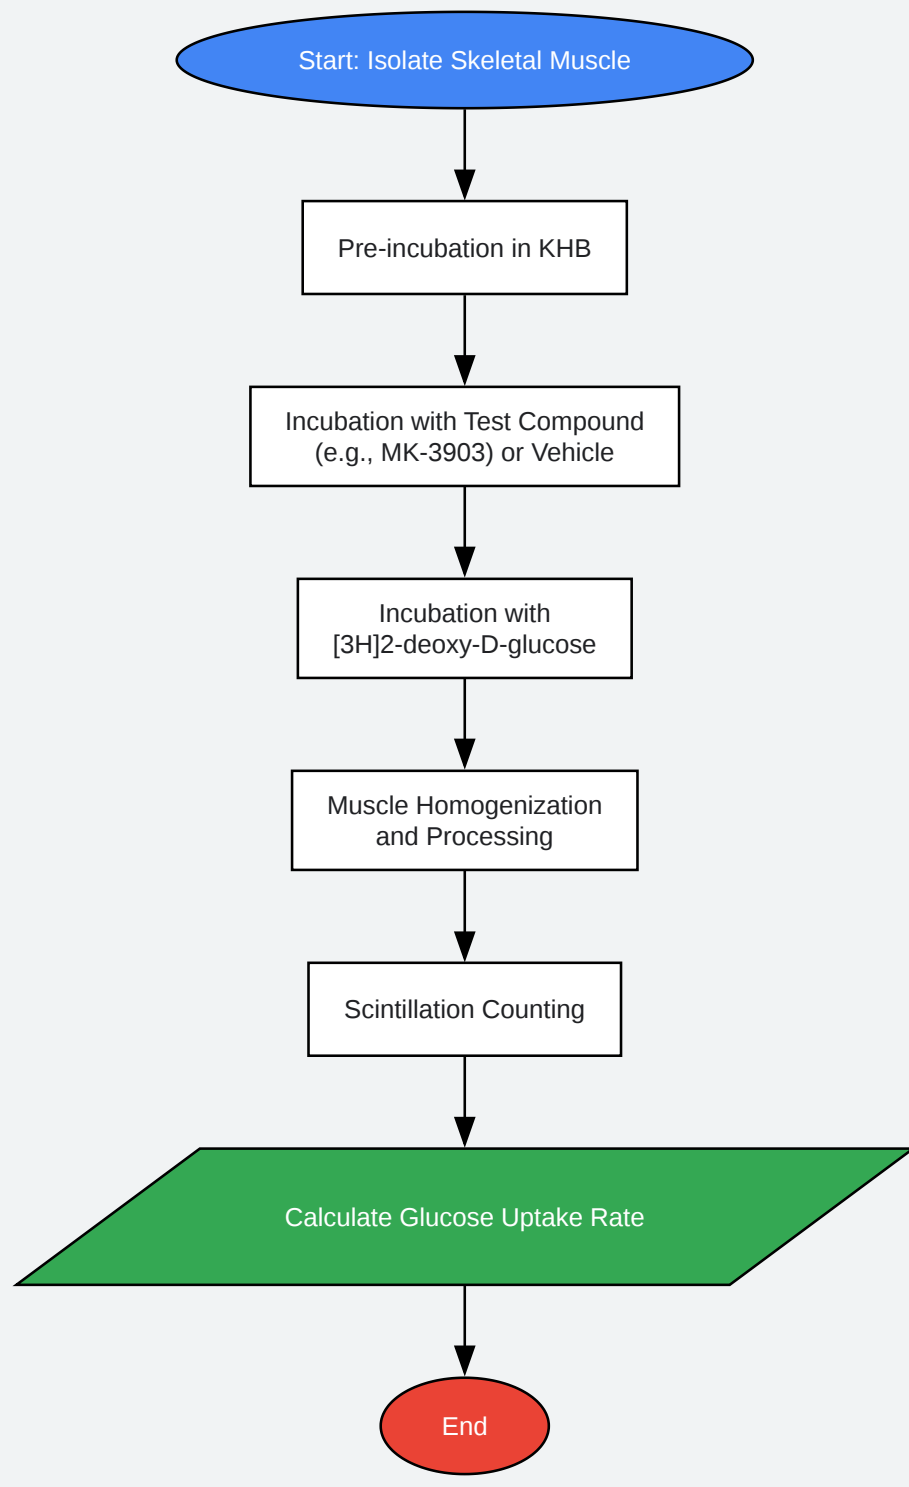 Start: Isolate Skeletal Muscle
Pre-incubation in KHB
Incubation with Test Compound
(e.g., MK-3903) or Vehicle
Incubation with
[3H]2-deoxy-D-glucose
Muscle Homogenization
and Processing
Scintillation Counting
Calculate Glucose Uptake Rate
End